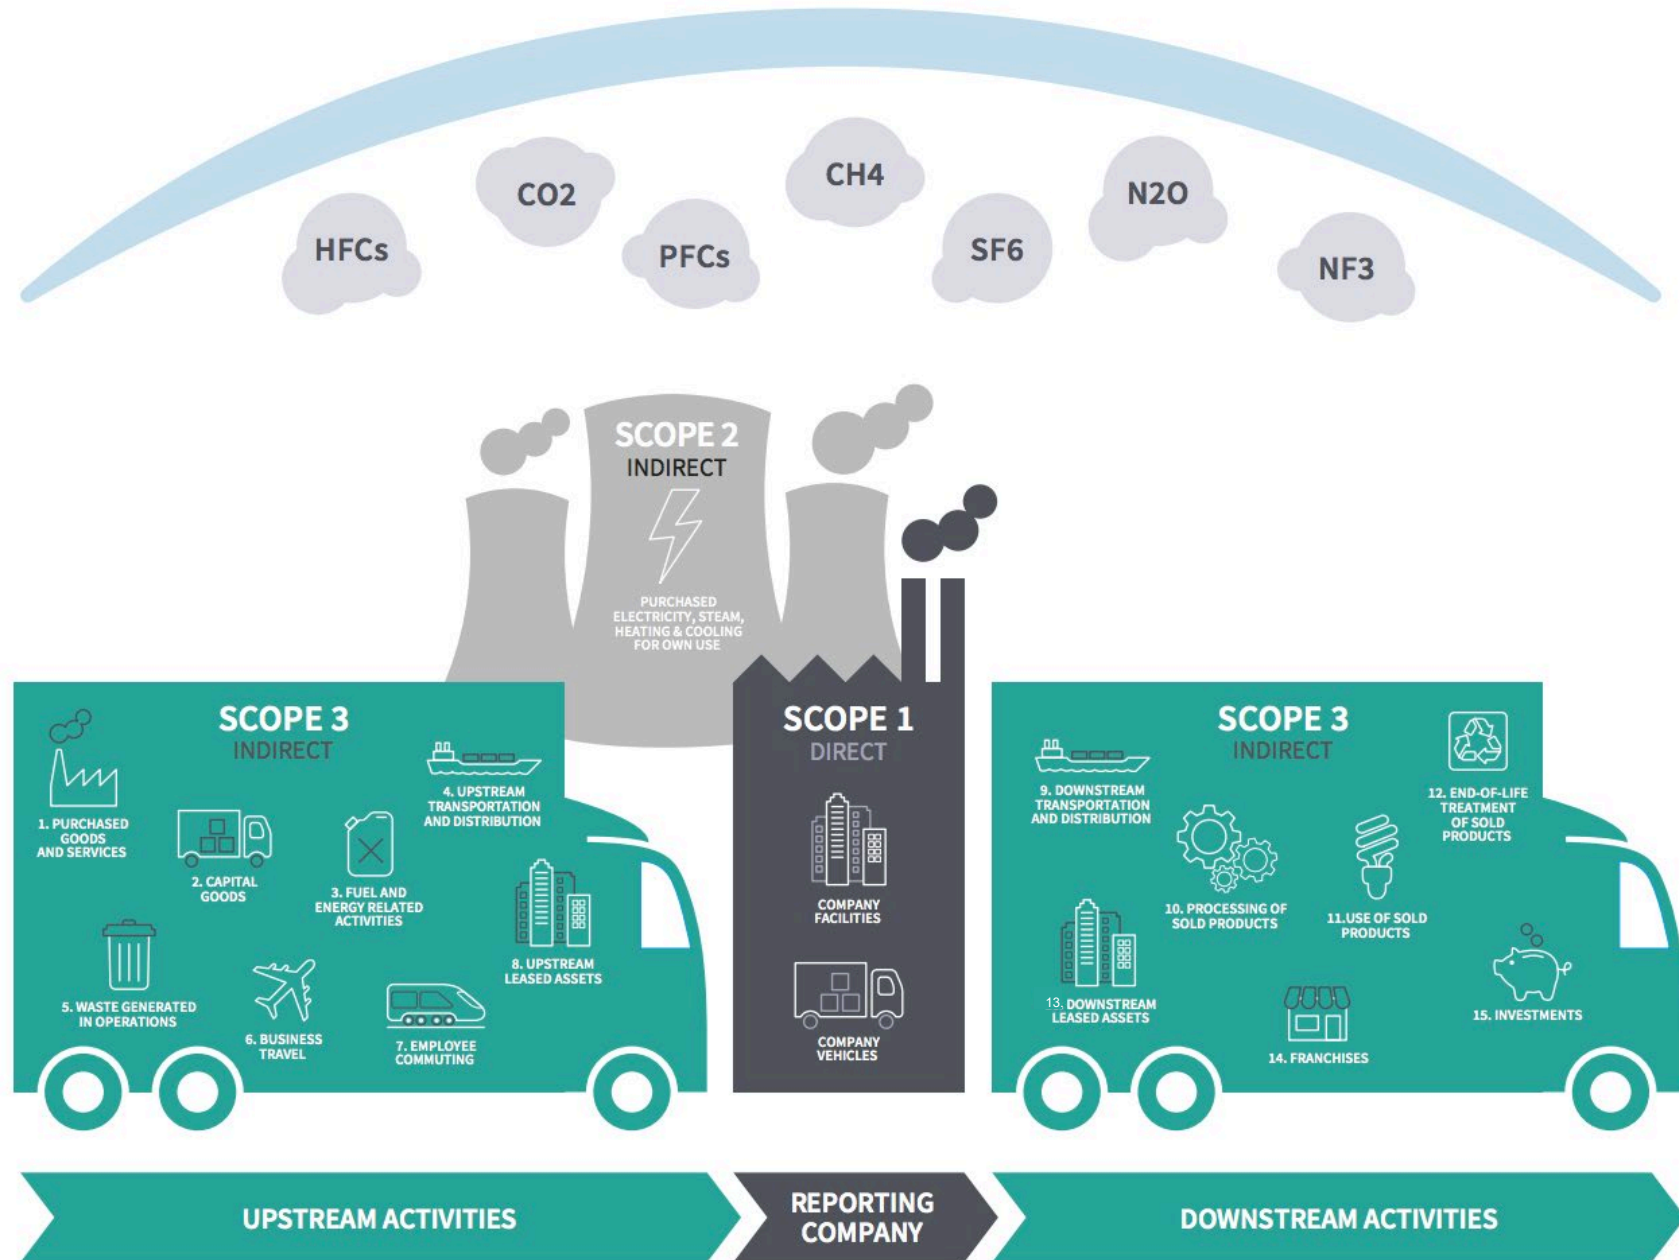 HFCs
CO2
PFCs
CH4
SF6
N2O
NF3
SCOPE 2
INDIRECT
PURCHASED
ELECTRICITY, STEAM,
HEATING & COOLING
FOR OWN USE
SCOPE 3
INDIRECT
1. PURCHASED
GOODS
AND SERVICES
2. CAPITAL
GOODS
3. FUEL AND
ENERGY RELATED
ACTIVITIES
4. UPSTREAM
TRANSPORTATION
AND DISTRIBUTION
5. WASTE GENERATED
IN OPERATIONS
6. BUSINESS
TRAVEL
7. EMPLOYEE
COMMUTING
8. UPSTREAM
LEASED ASSETS
SCOPE 1
DIRECT
COMPANY
FACILITIES
COMPANY
VEHICLES
SCOPE 3
INDIRECT
9. DOWNSTREAM
TRANSPORTATION
AND DISTRIBUTION
10. PROCESSING OF
SOLD PRODUCTS
11.USE OF SOLD
PRODUCTS
12. END-OF-LIFE
TREATMENT
OF SOLD
PRODUCTS
13. DOWNSTREAM
LEASED ASSETS
14. FRANCHISES
15. INVESTMENTS
UPSTREAM ACTIVITIES
REPORTING
COMPANY
DOWNSTREAM ACTIVITIES